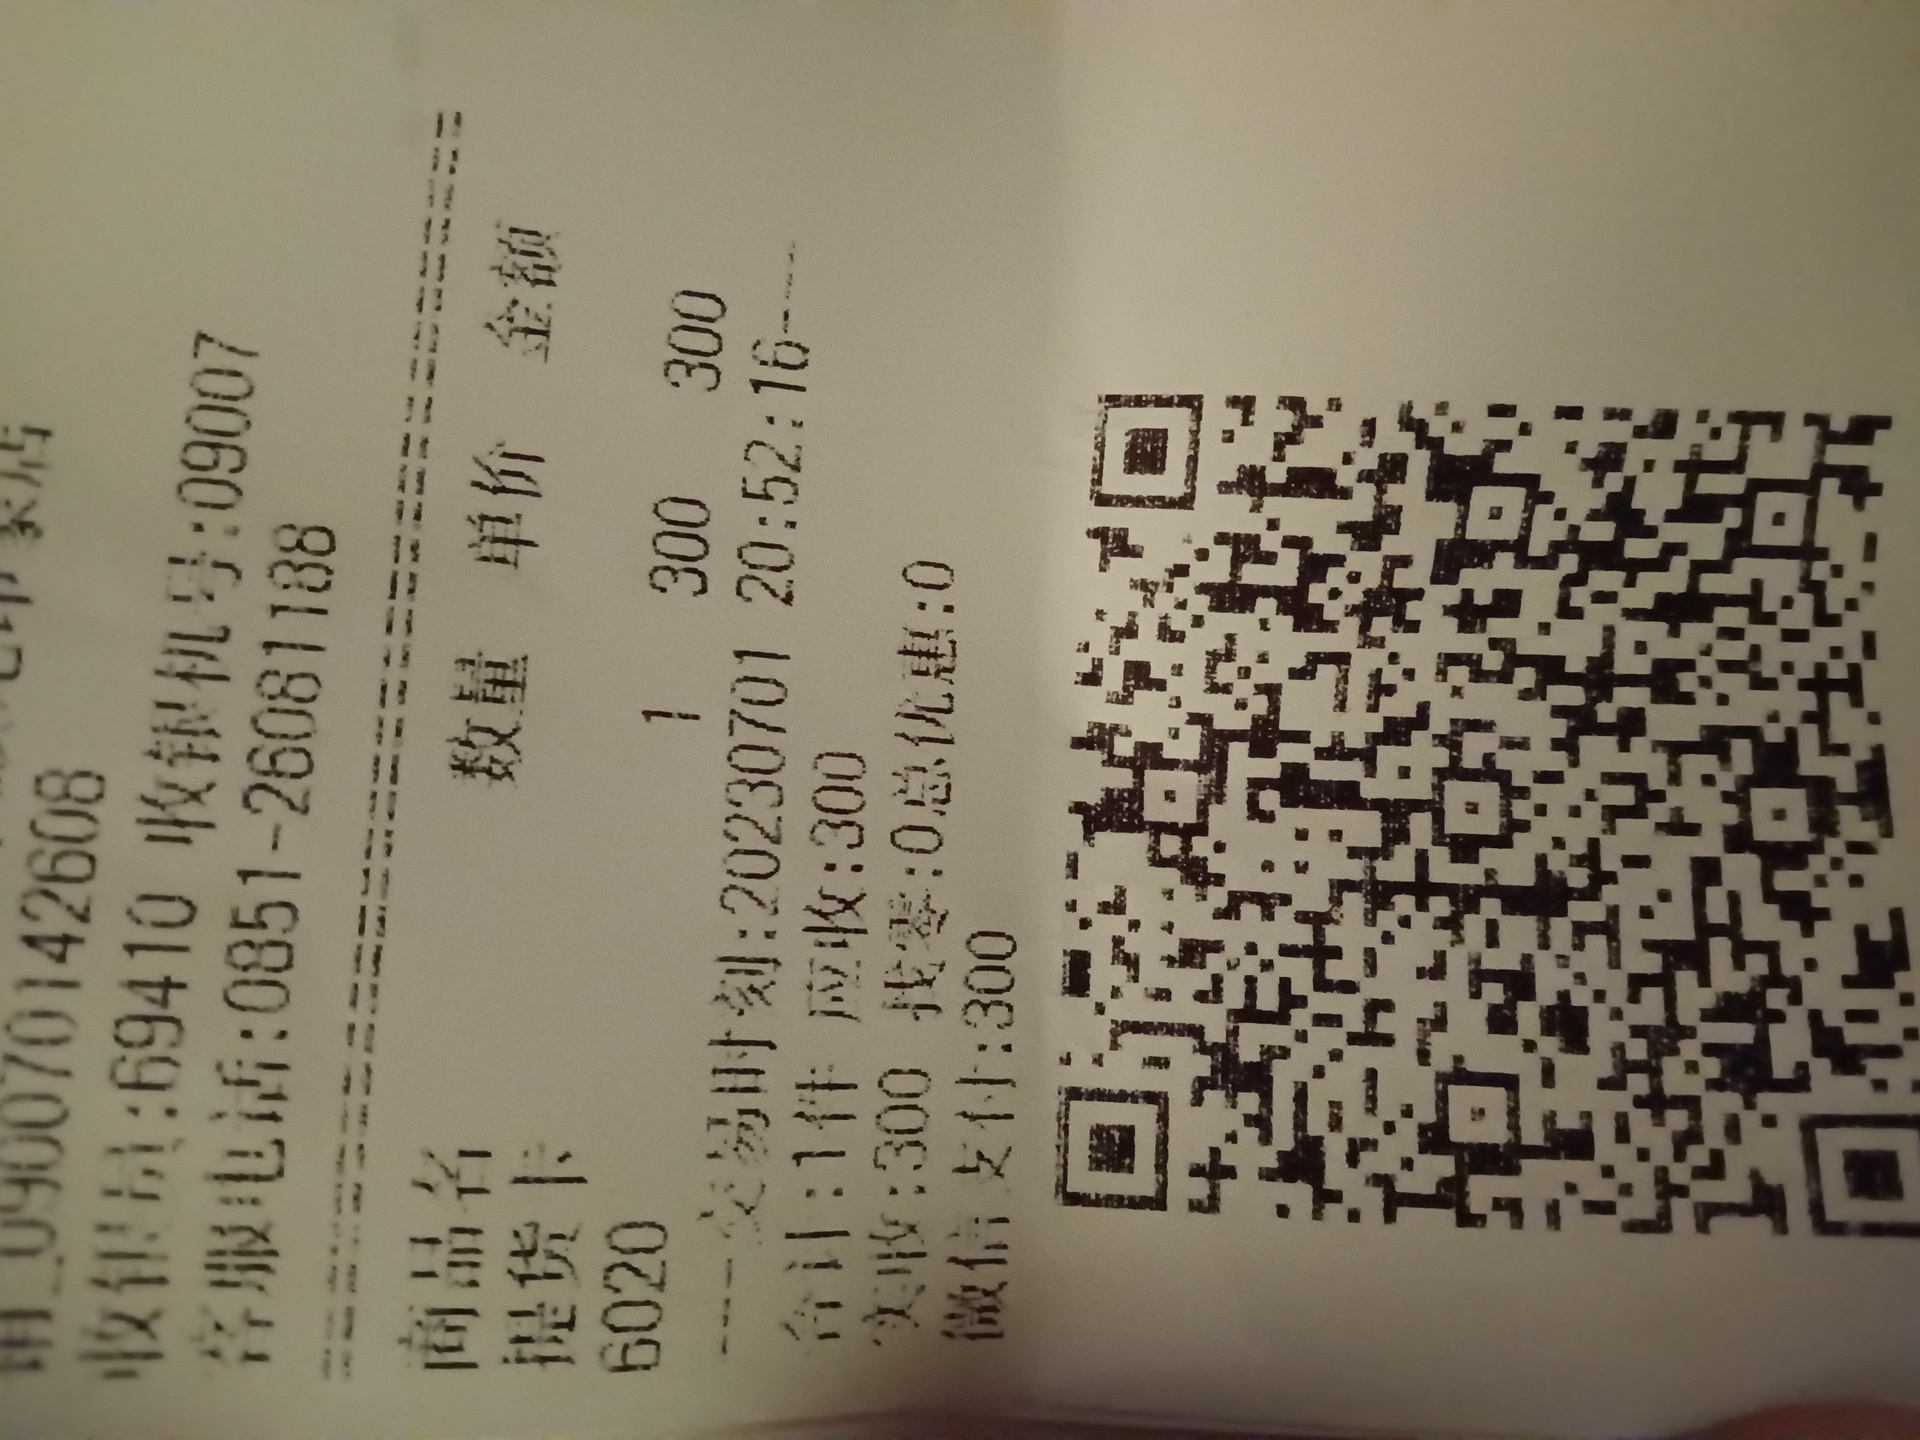 090070142608
收银员:69410 收银机号:09007
客服电话:0851-26081188
================================
商品名 数量 单价 金额
提货卡
6020 1 300 300
----交易时刻:20230701 20:52:16----
合计:1件 应收:300
实收:300 找零:0总优惠:0
微信支付:300